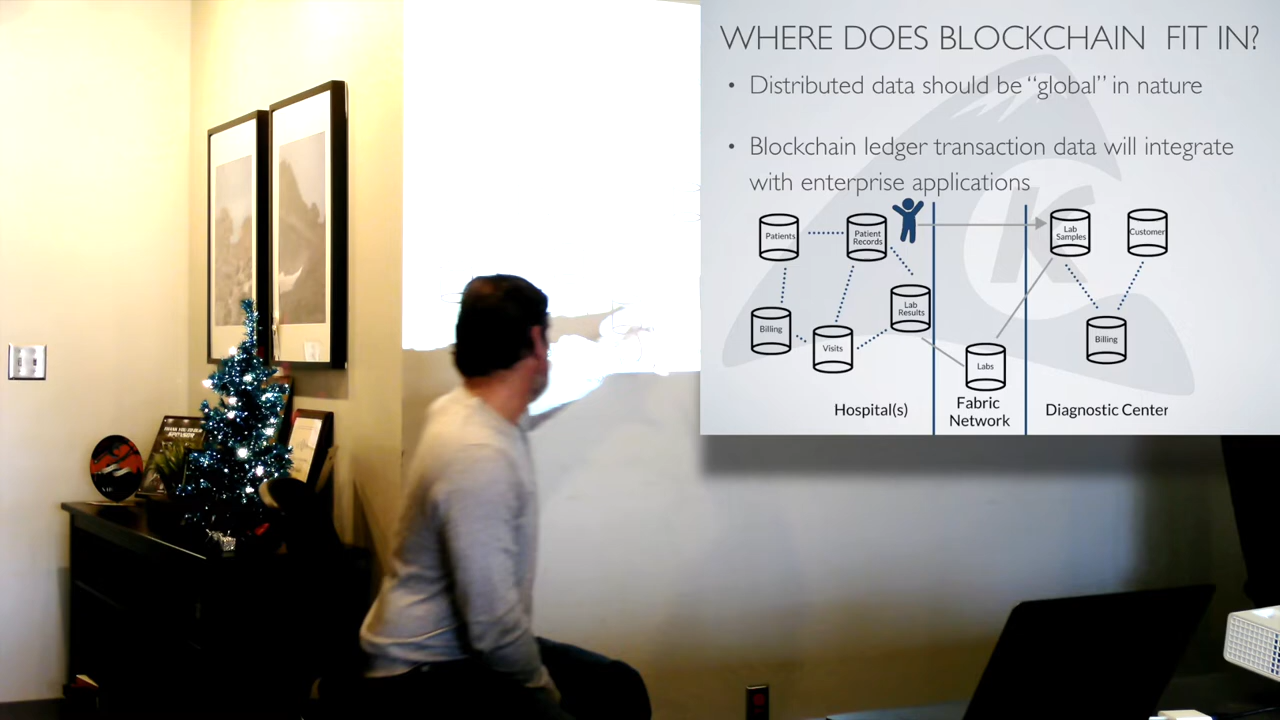 WHERE DOES BLOCKCHAIN FIT IN?
• Distributed data should be “global” in nature
• Blockchain ledger transaction data will integrate
with enterprise applications
Patients
Patient
Records
Lab
Samples
Customer
Lab
Results
Billing
Visits
Labs
Billing
Hospital(s)
Fabric
Network
Diagnostic Center
K